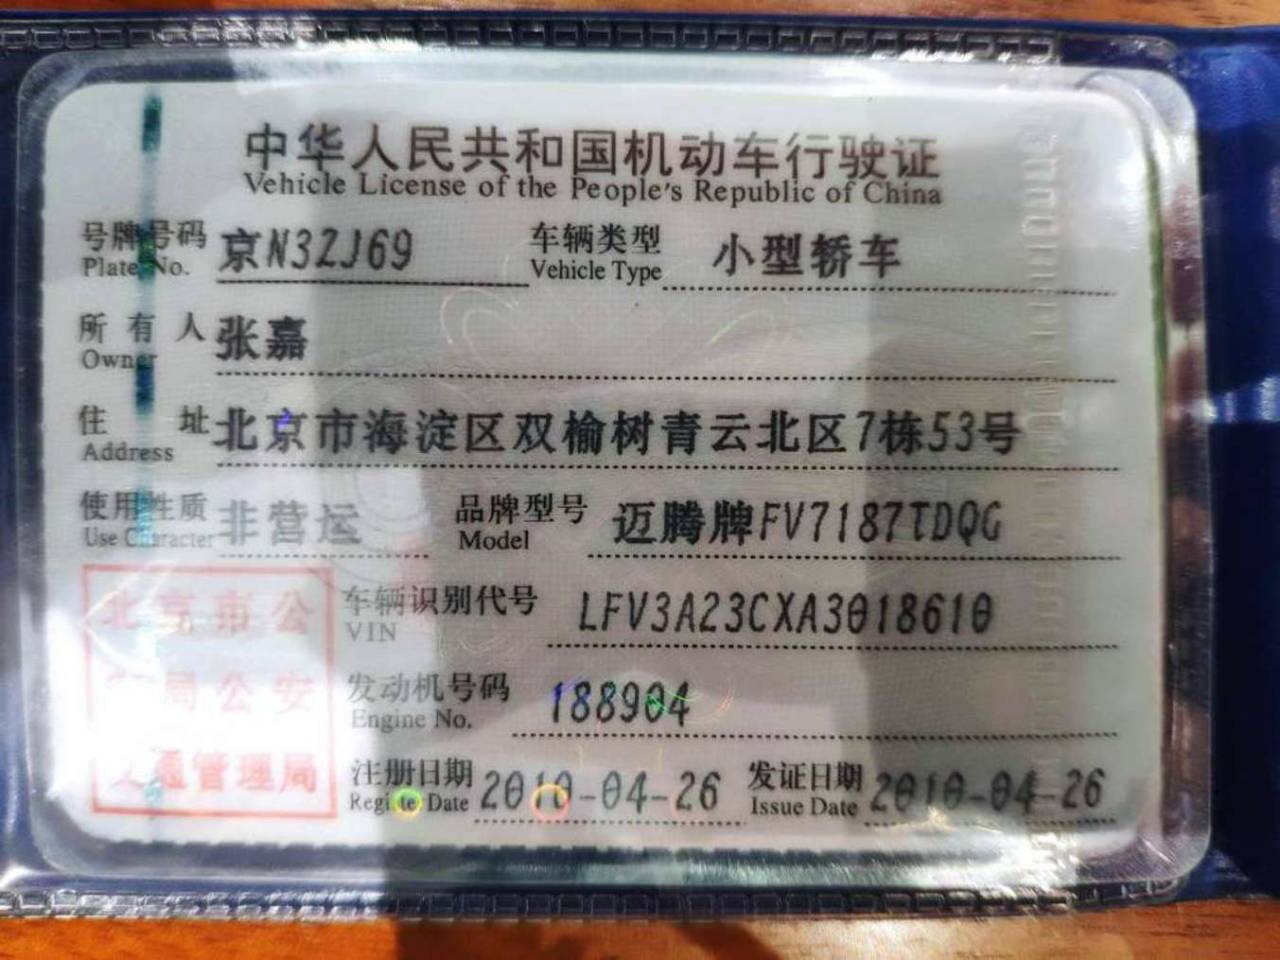 中华人民共和国机动车行驶证
Vehicle License of the People's Republic of China
号牌号码 京N3ZJ69 车辆类型 小型轿车
Plate No. Vehicle Type
所有人 张嘉
Owner
住址 北京市海淀区双榆树青云北区7栋53号
Address
使用性质 非营运 品牌型号 迈腾牌FV7187TDQG
Use Character Model
北京市公 车辆识别代号 LFV3A23CXA3018610
VIN
局公安 发动机号码 188904
Engine No.
通管理局 注册日期 2010-04-26 发证日期 2010-04-26
Register Date Issue Date